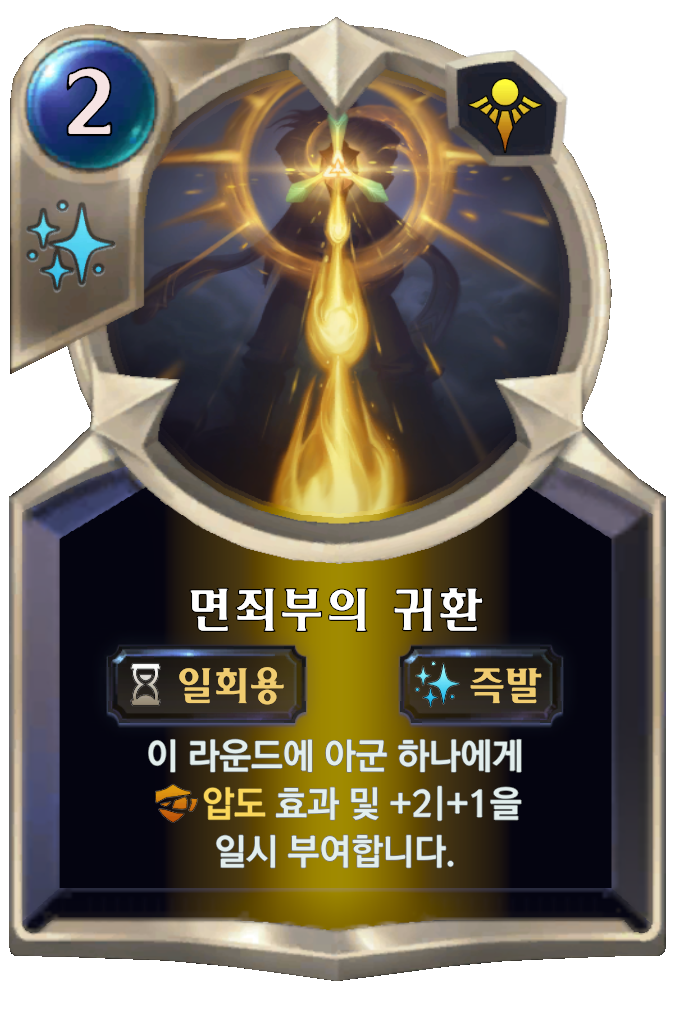 2
면죄부의 귀환
일회용
즉발
이 라운드에 아군 하나에게
압도 효과 및 +2|+1을
일시 부여합니다.